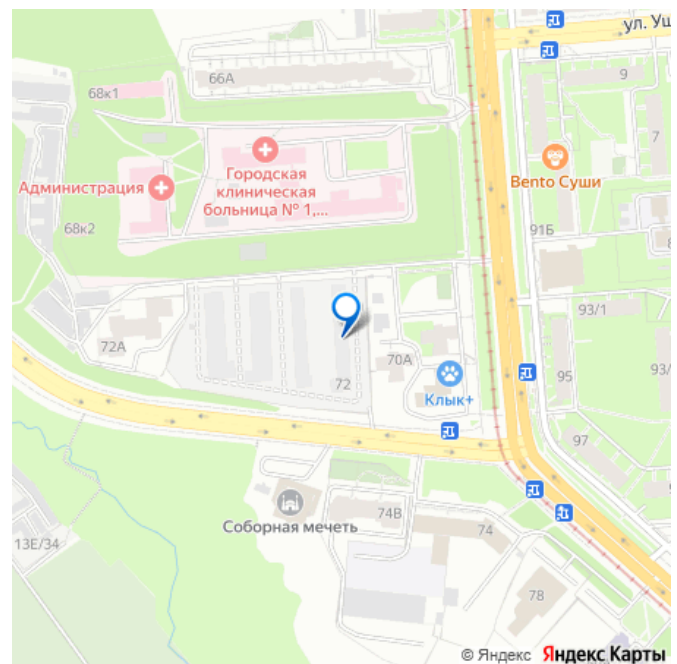 ул. Уш
66А
9
68к1
7
Городская
клиническая
больница № 1,...
Администрация
Bento Суши
68к2
91Б
93/1
72А
70А
72
95
93/
Клык+
97
Соборная мечеть
74В
74
13Е/34
78
© Яндекс Яндекс Карты